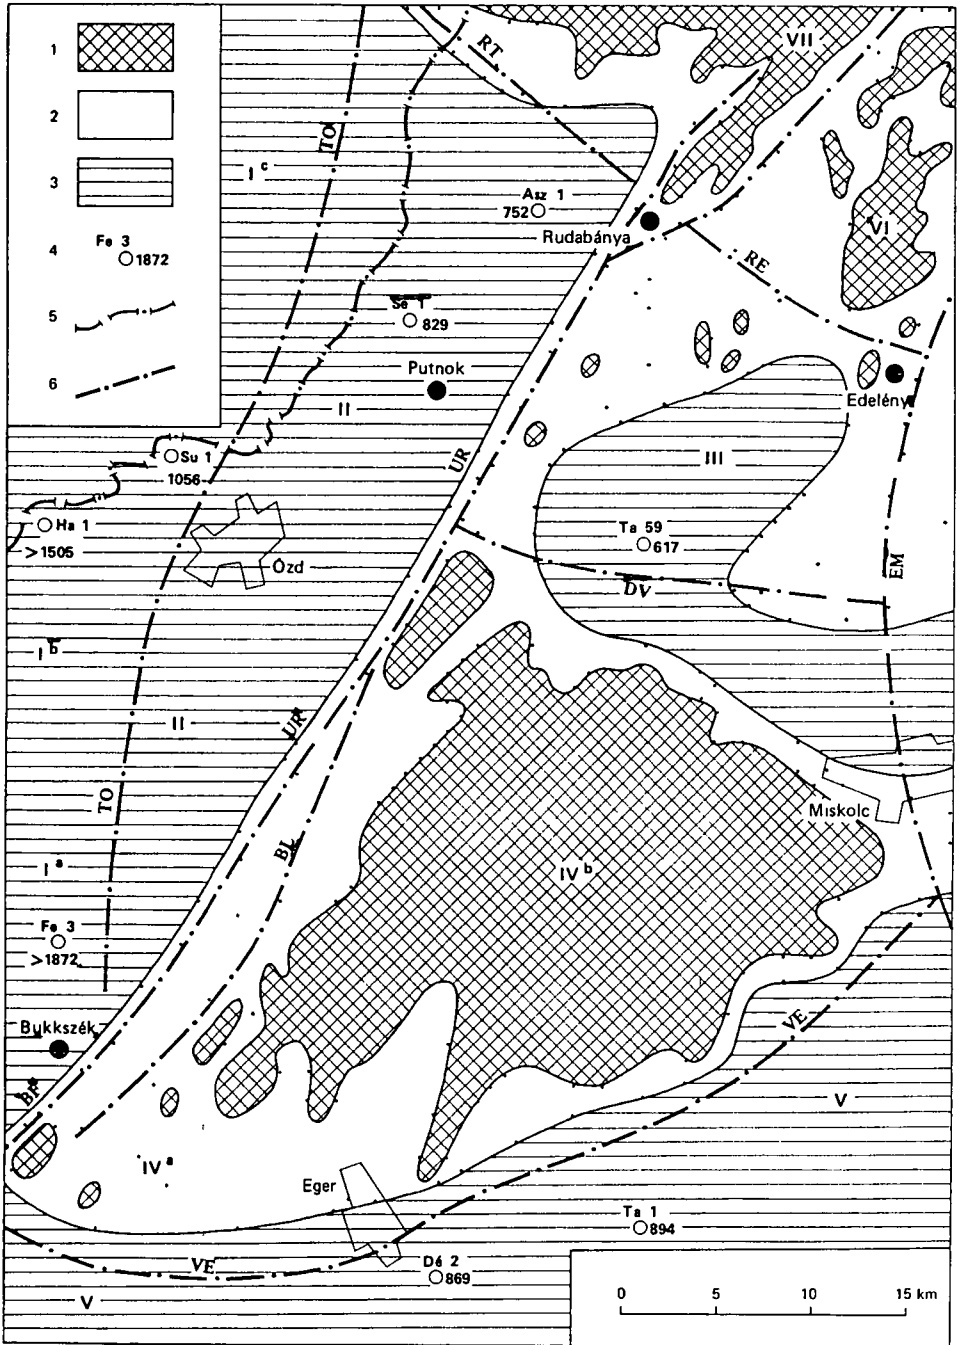 1
2
3
4
Fe 3
1872
5
6
RT
VII
TO
I c
Asz 1
752
Rudabánya
VI
RE
Se 1
829
Putnok
Edelény
II
UR
Su 1
1056
III
Ha 1
>1505
Ózd
Ta 59
617
DV
EM
I b
II
UR
TO
Miskolc
BL
I a
IV b
Fe 3
>1872
Bukkszék
VE
BF
V
IV a
Eger
Ta 1
894
VE
Dé 2
869
V
0 5 10 15 km